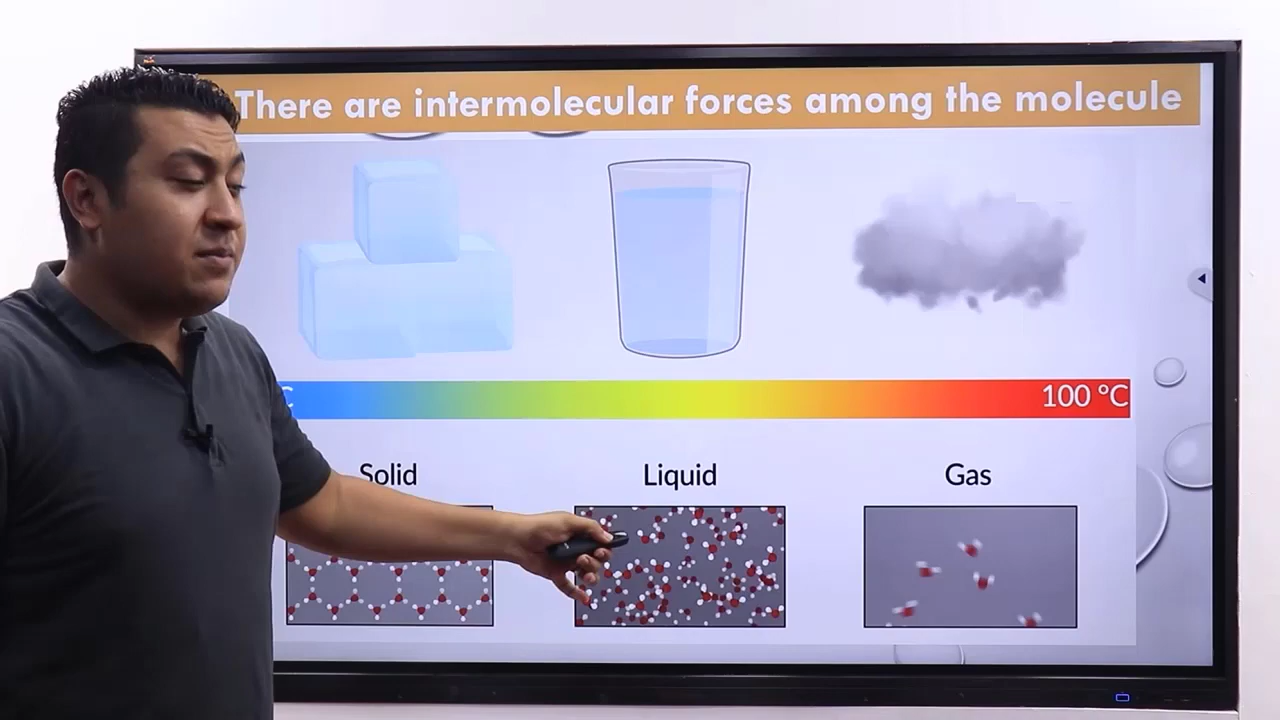 There are intermolecular forces among the molecule
C 100 °C
Solid Liquid Gas